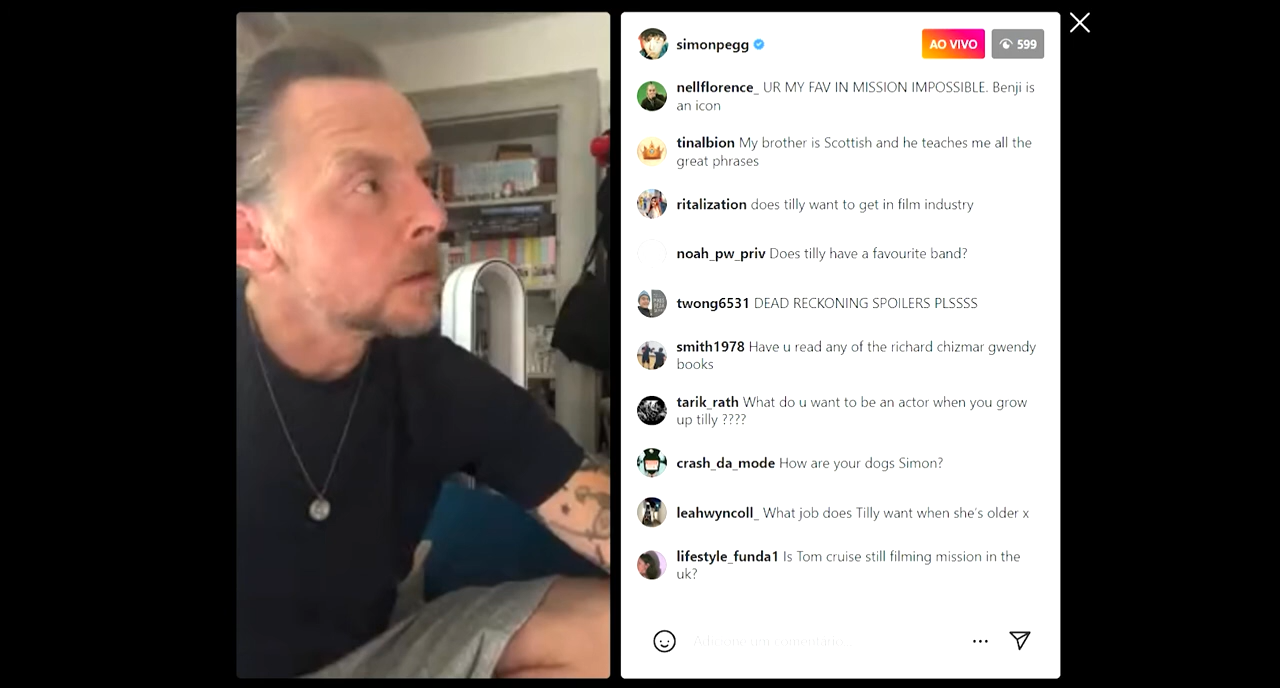 simonpegg
AO VIVO
599
nellflorence_ UR MY FAV IN MISSION IMPOSSIBLE. Benji is
an icon
tinalbion My brother is Scottish and he teaches me all the
great phrases
ritalization does tilly want to get in film industry
noah_pw_priv Does tilly have a favourite band?
twong6531 DEAD RECKONING SPOILERS PLSSSS
smith1978 Have u read any of the richard chizmar gwendy
books
tarik_rath What do u want to be an actor when you grow
up tilly ????
crash_da_mode How are your dogs Simon?
leahwyncoll_ What job does Tilly want when she's older x
lifestyle_funda1 Is Tom cruise still filming mission in the
uk?
Adicione um comentário...